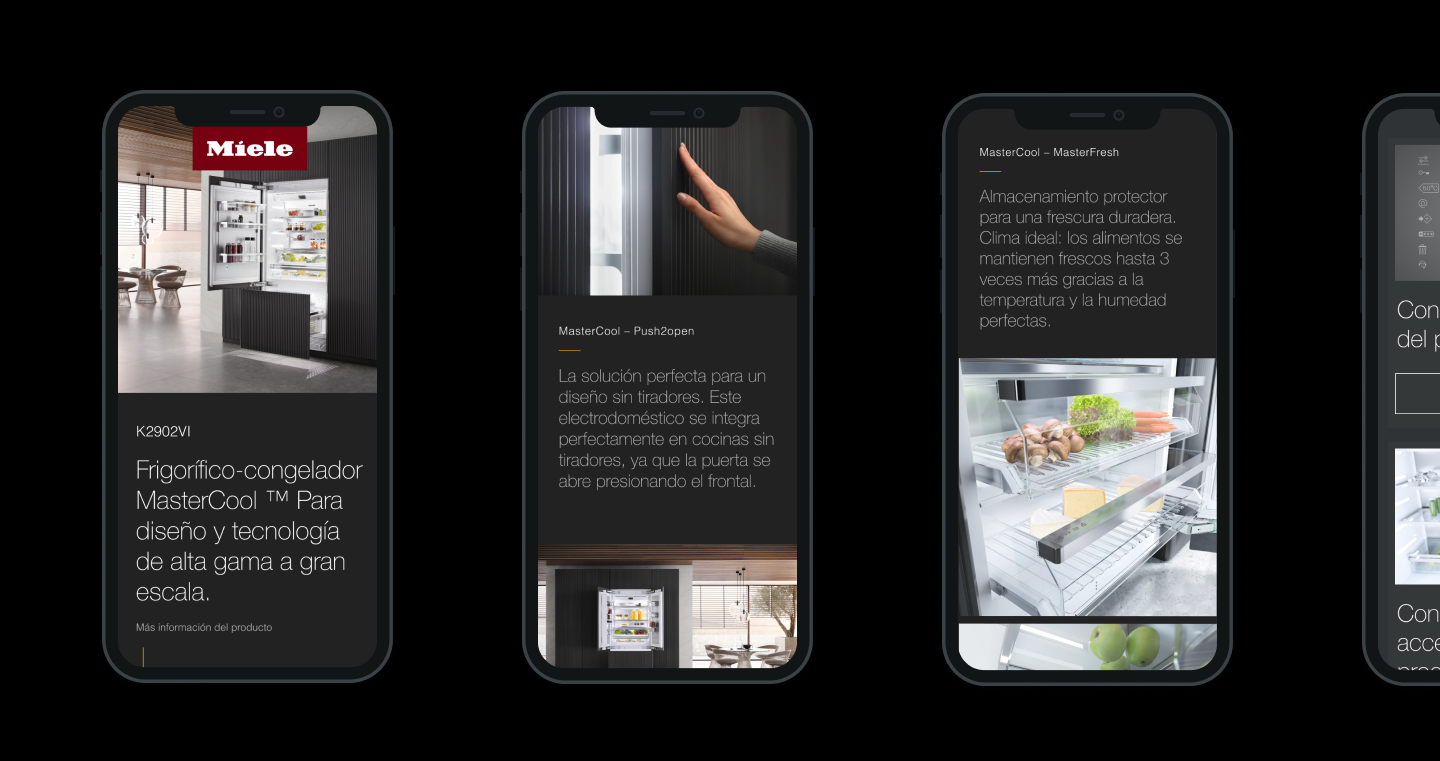 Miele
K2902VI
Frigorífico-congelador
MasterCool ™ Para
diseño y tecnología
de alta gama a gran
escala.
Más información del producto
MasterCool – Push2open
La solución perfecta para un
diseño sin tiradores. Este
electrodoméstico se integra
perfectamente en cocinas sin
tiradores, ya que la puerta se
abre presionando el frontal.
MasterCool – MasterFresh
Almacenamiento protector
para una frescura duradera.
Clima ideal: los alimentos se
mantienen frescos hasta 3
veces más gracias a la
temperatura y la humedad
perfectas.
60°C
Con
del p
Con
acce